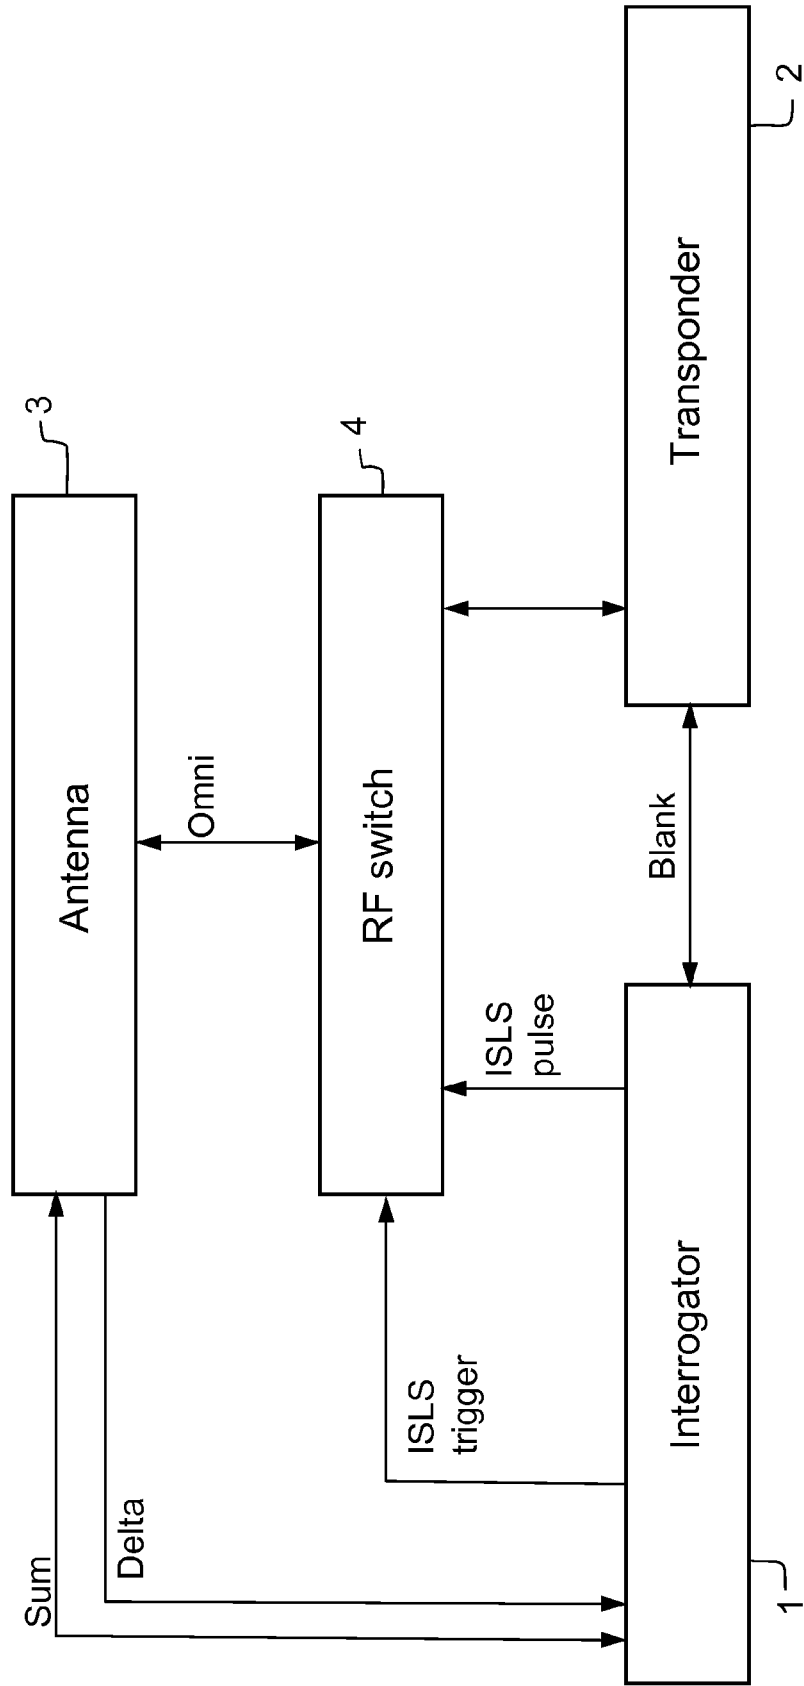 Sum
Delta
Antenna
3
Omni
ISLS
trigger
RF switch
4
ISLS
pulse
Interrogator
1
Blank
Transponder
2